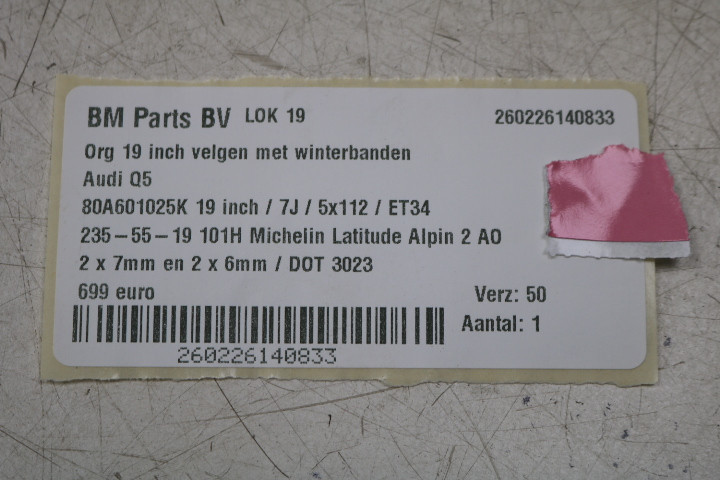 BM Parts BV LOK 19 260226140833
Org 19 inch velgen met winterbanden
Audi Q5
80A601025K 19 inch / 7J / 5x112 / ET34
235-55-19 101H Michelin Latitude Alpin 2 AO
2 x 7mm en 2 x 6mm / DOT 3023
699 euro Verz: 50
Aantal: 1
260226140833